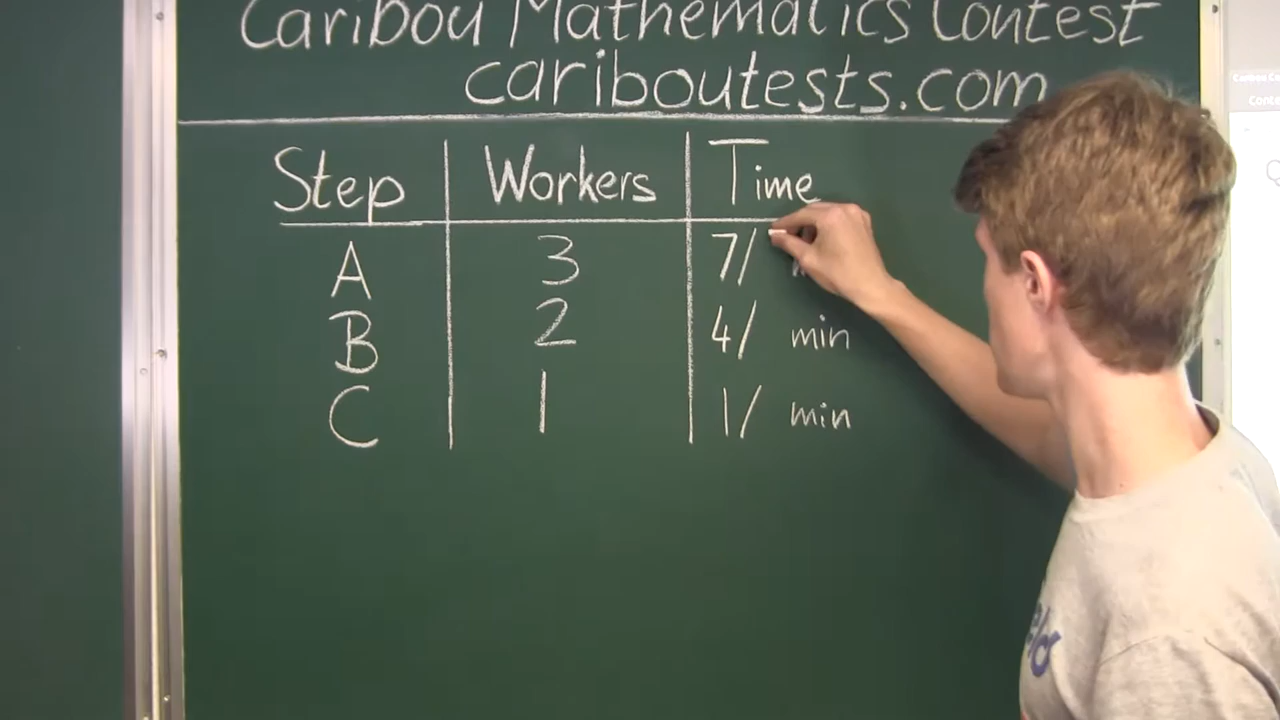 Caribou Mathematics Contest
cariboutests.com
Step Workers Time
A 3 7/
B 2 4/ min
C 1 1/ min